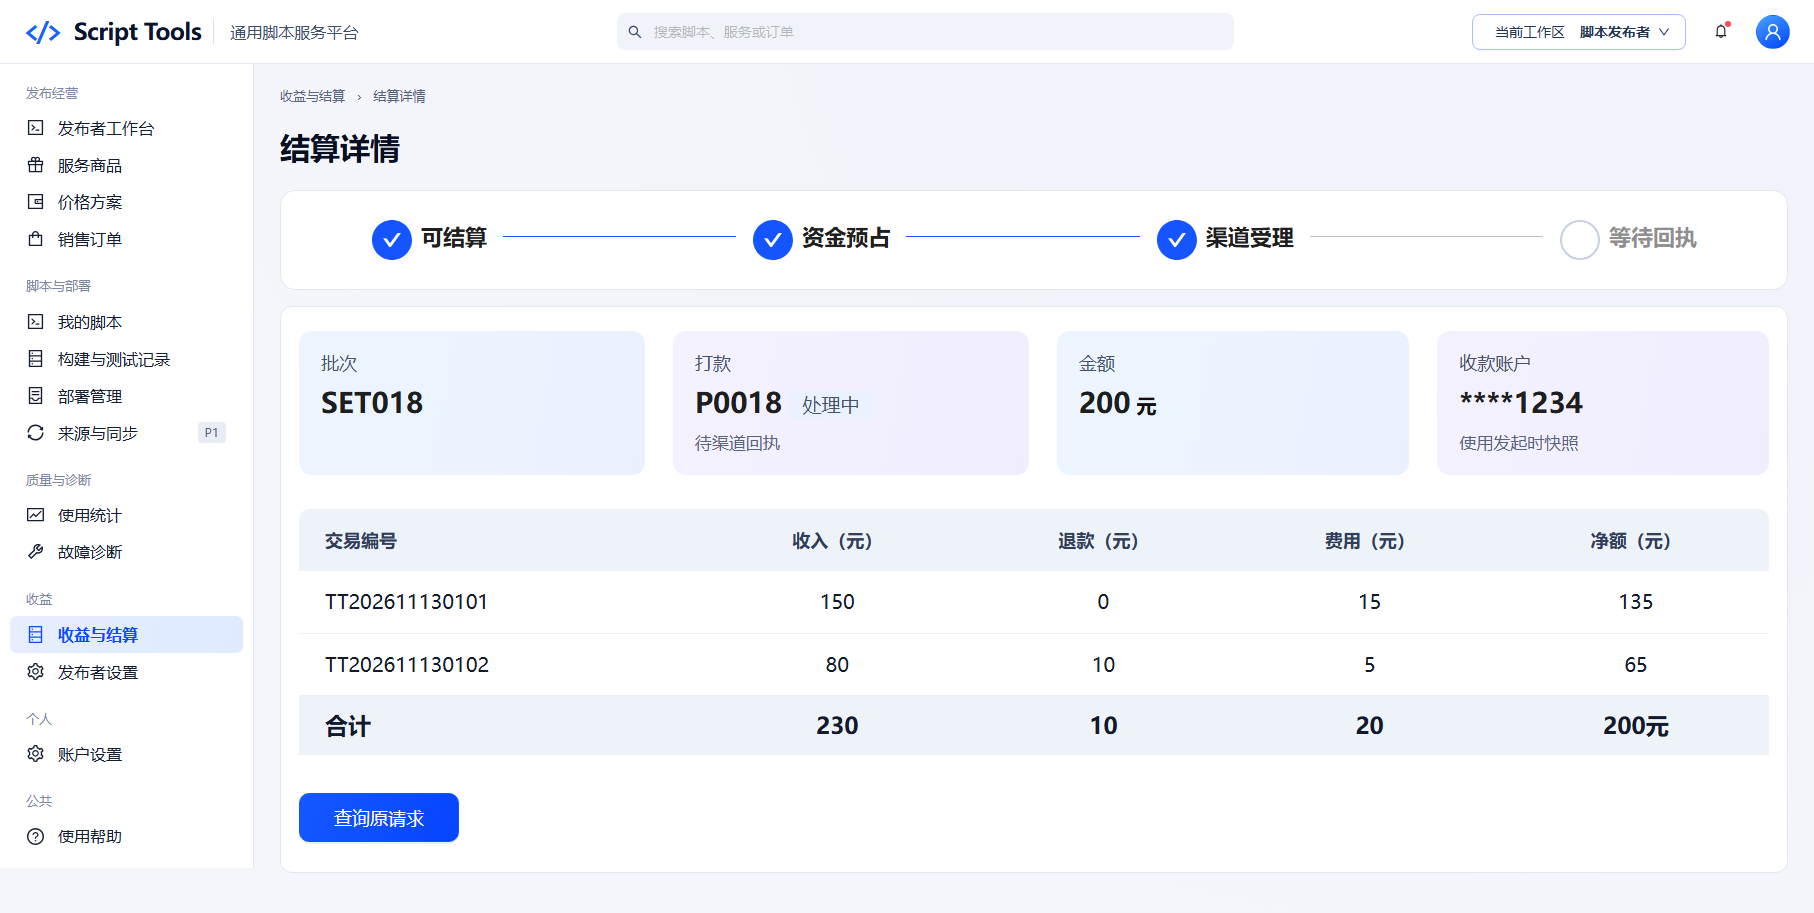 Script Tools
通用脚本服务平台
搜索脚本、服务或订单
当前工作区 脚本发布者
发布经营
发布者工作台
服务商品
价格方案
销售订单
脚本与部署
我的脚本
构建与测试记录
部署管理
来源与同步 P1
质量与诊断
使用统计
故障诊断
收益
收益与结算
发布者设置
个人
账户设置
公共
使用帮助
收益与结算 › 结算详情
结算详情
可结算
资金预占
渠道受理
等待回执
批次
SET018
打款
P0018 处理中
待渠道回执
金额
200 元
收款账户
****1234
使用发起时快照
交易编号 收入（元） 退款（元） 费用（元） 净额（元）
TT202611130101 150 0 15 135
TT202611130102 80 10 5 65
合计 230 10 20 200元
查询原请求